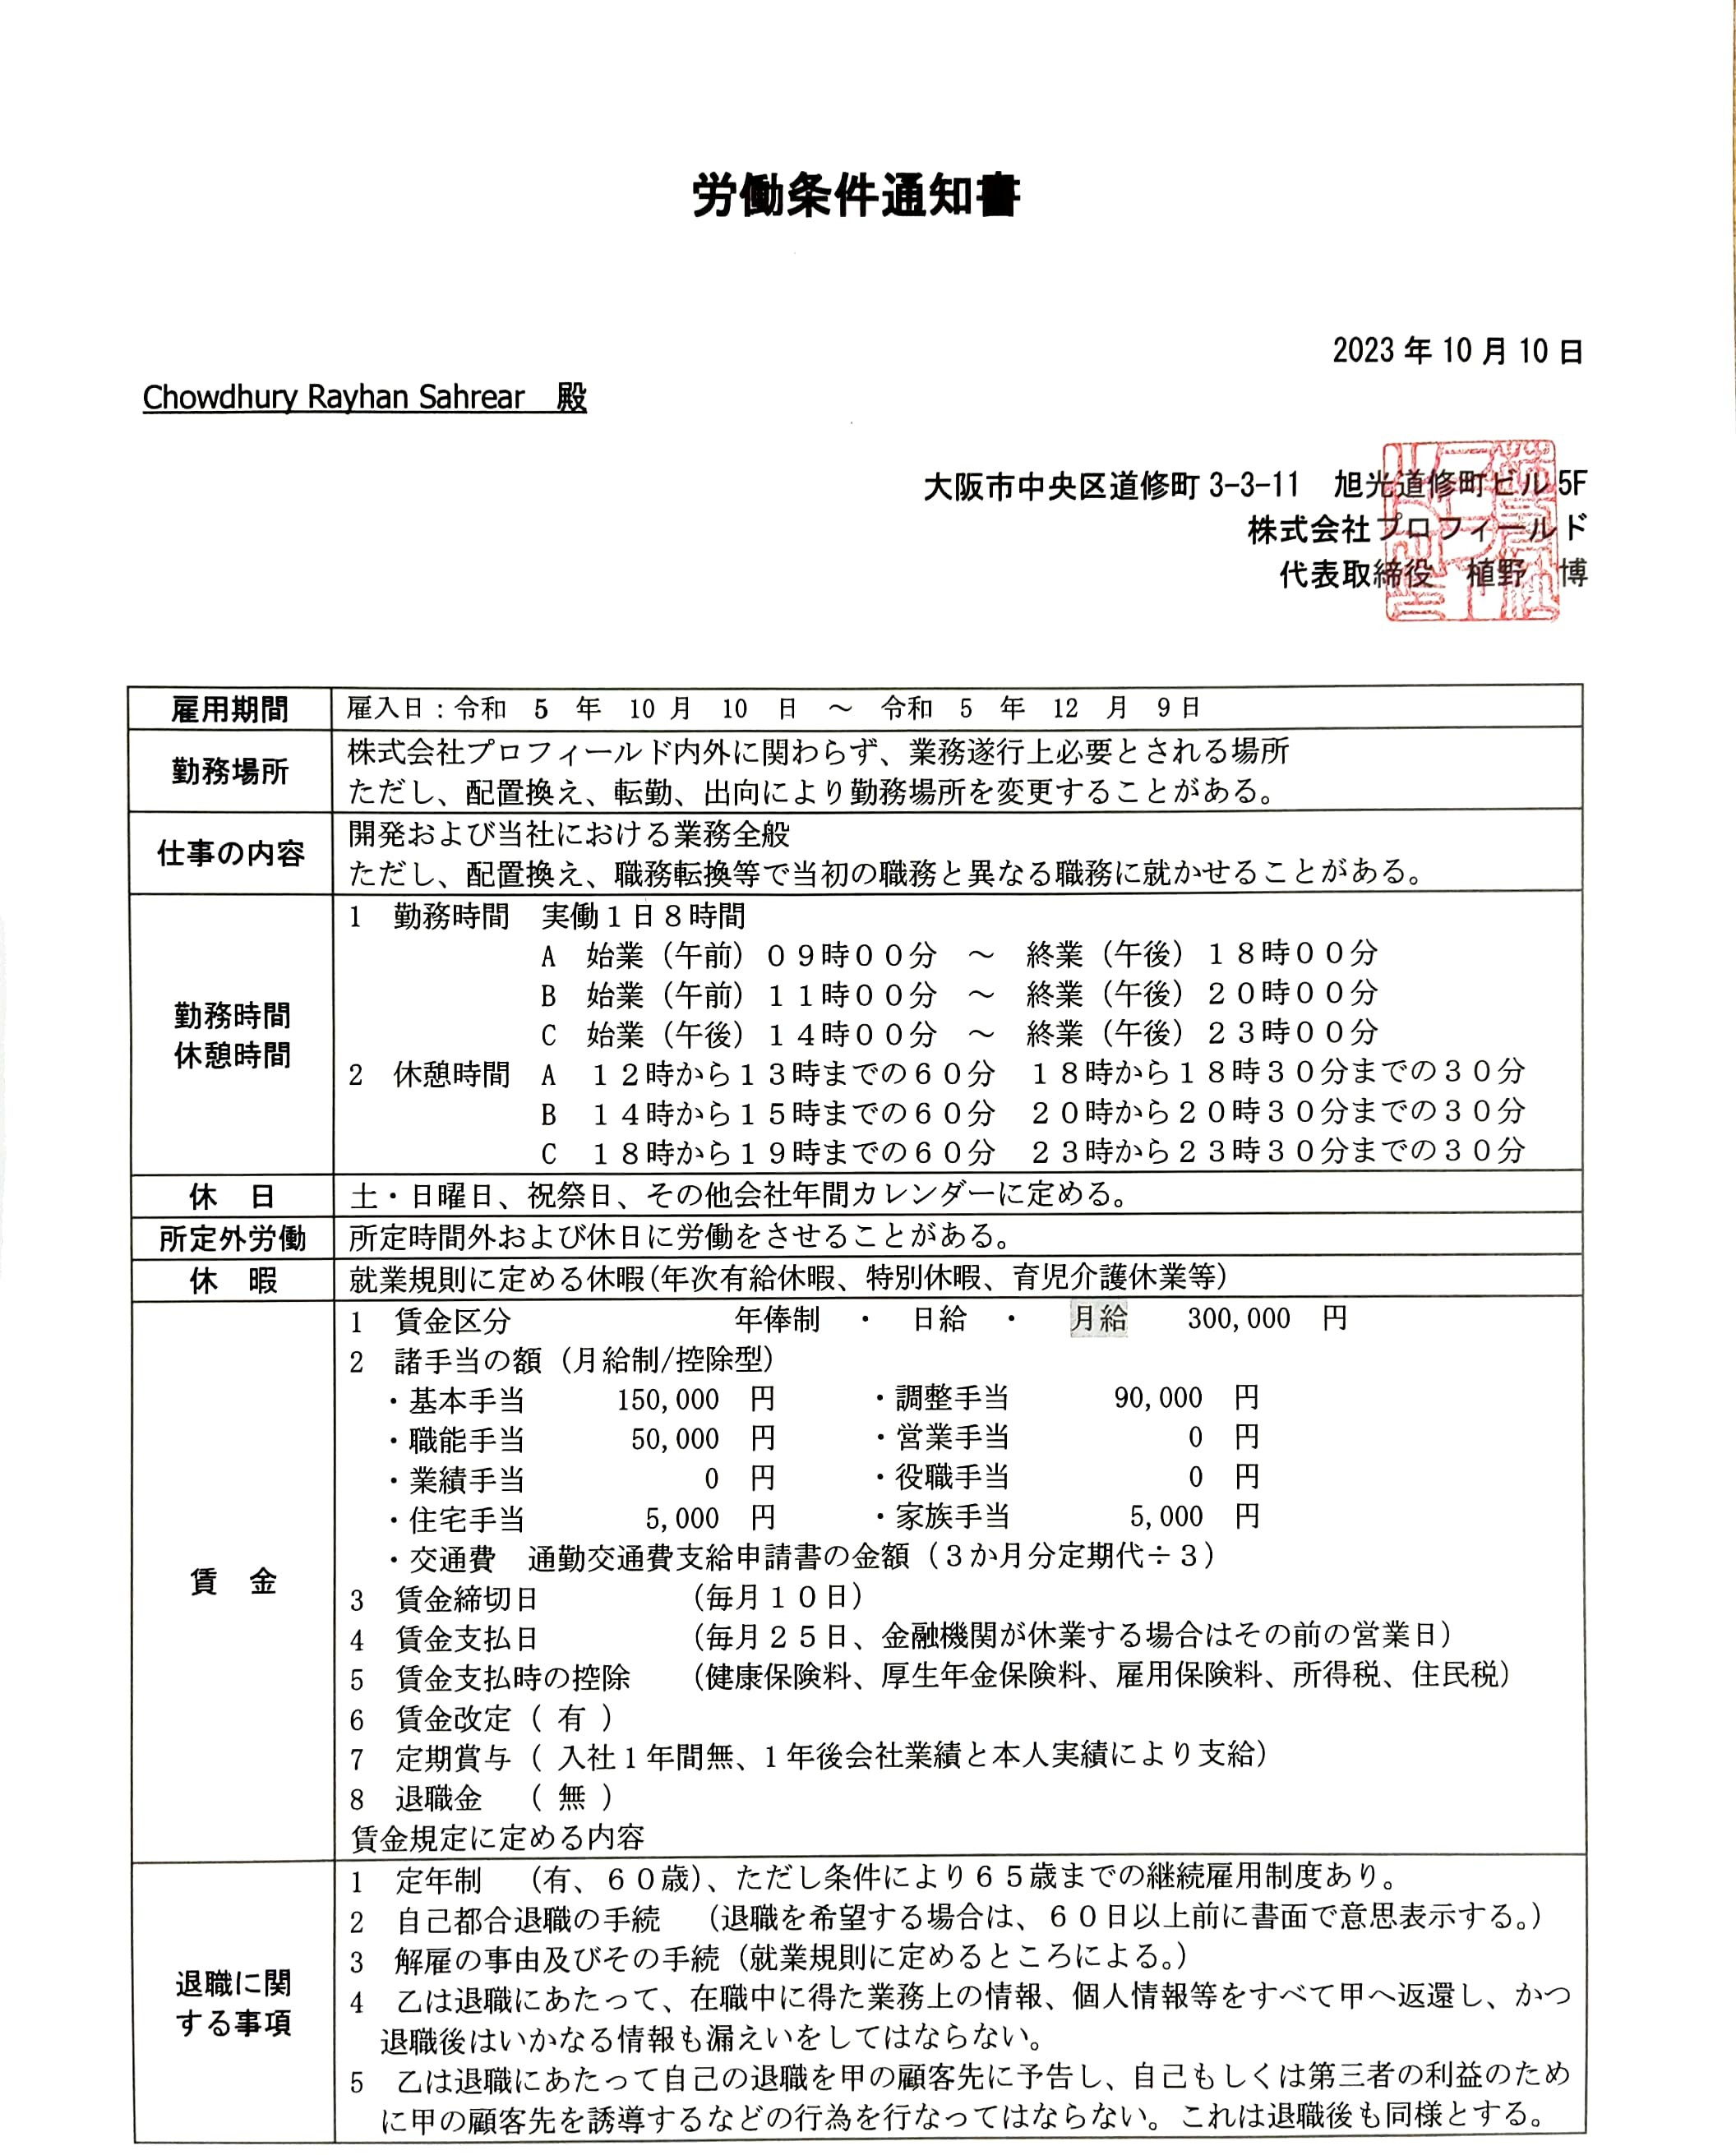 労働条件通知書
2023 年 10 月 10 日
Chowdhury Rayhan Sahrear　殿
大阪市中央区道修町 3-3-11　旭光道修町ビル 5F
株式会社プロフィールド
代表取締役　植野　博
雇用期間　雇入日：令和　5　年　10　月　10　日　～　令和　5　年　12　月　9 日
勤務場所
株式会社プロフィールド内外に関わらず、業務遂行上必要とされる場所
ただし、配置換え、転勤、出向により勤務場所を変更することがある。
仕事の内容
開発および当社における業務全般
ただし、配置換え、職務転換等で当初の職務と異なる職務に就かせることがある。
勤務時間
休憩時間
1　勤務時間　実働１日８時間
A　始業（午前）０９時００分　～　終業（午後）１８時００分
B　始業（午前）１１時００分　～　終業（午後）２０時００分
C　始業（午後）１４時００分　～　終業（午後）２３時００分
2　休憩時間　A　１２時から１３時までの６０分　１８時から１８時３０分までの３０分
B　１４時から１５時までの６０分　２０時から２０時３０分までの３０分
C　１８時から１９時までの６０分　２３時から２３時３０分までの３０分
休　日　土・日曜日、祝祭日、その他会社年間カレンダーに定める。
所定外労働　所定時間外および休日に労働をさせることがある。
休　暇　就業規則に定める休暇(年次有給休暇、特別休暇、育児介護休業等)
賃　金
1　賃金区分　年俸制　・　日給　・　月給　300,000　円
2　諸手当の額（月給制/控除型）
・基本手当　150,000　円　・調整手当　90,000　円
・職能手当　50,000　円　・営業手当　0　円
・業績手当　0　円　・役職手当　0　円
・住宅手当　5,000　円　・家族手当　5,000　円
・交通費　通勤交通費支給申請書の金額（３か月分定期代÷３）
3　賃金締切日　（毎月１０日）
4　賃金支払日　（毎月２５日、金融機関が休業する場合はその前の営業日）
5　賃金支払時の控除　（健康保険料、厚生年金保険料、雇用保険料、所得税、住民税）
6　賃金改定（ 有 ）
7　定期賞与（ 入社１年間無、１年後会社業績と本人実績により支給）
8　退職金　（ 無 ）
賃金規定に定める内容
退職に関
する事項
1　定年制　（有、６０歳）、ただし条件により６５歳までの継続雇用制度あり。
2　自己都合退職の手続　（退職を希望する場合は、６０日以上前に書面で意思表示する。）
3　解雇の事由及びその手続（就業規則に定めるところによる。）
4　乙は退職にあたって、在職中に得た業務上の情報、個人情報等をすべて甲へ返還し、かつ
退職後はいかなる情報も漏えいをしてはならない。
5　乙は退職にあたって自己の退職を甲の顧客先に予告し、自己もしくは第三者の利益のため
に甲の顧客先を誘導するなどの行為を行なってはならない。これは退職後も同様とする。